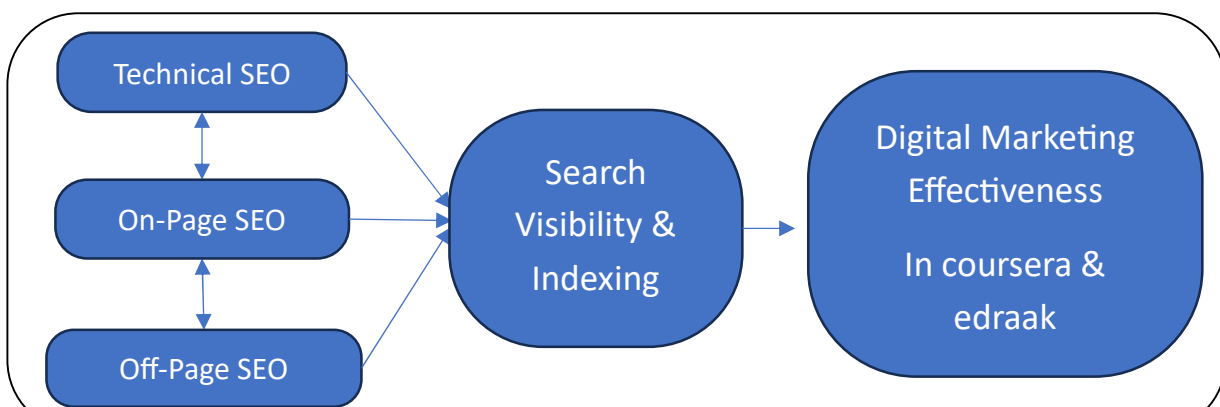 Technical SEO
On-Page SEO
Off-Page SEO
Search
Visibility &
Indexing
Digital Marketing
Effectiveness
In coursera &
edraak